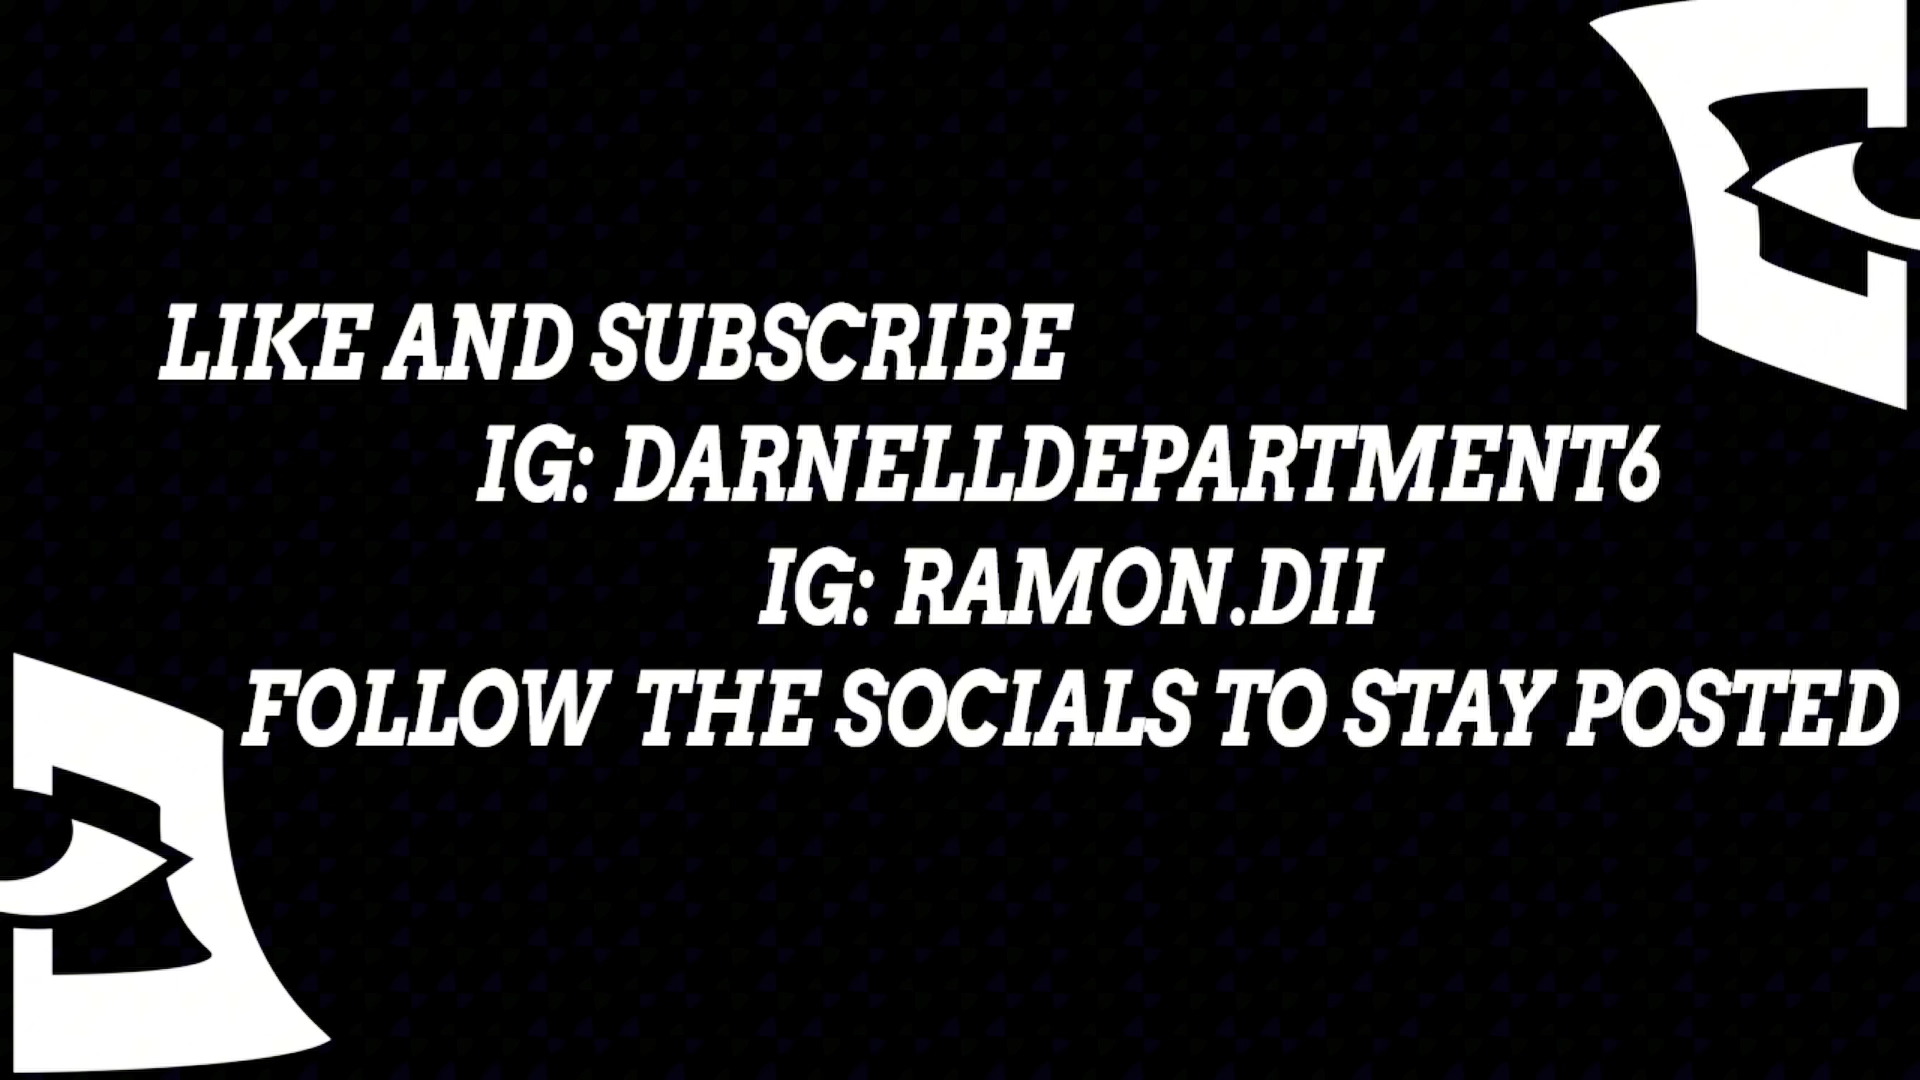 LIKE AND SUBSCRIBE
IG: DARNELLDEPARTMENT6
IG: RAMON.DII
FOLLOW THE SOCIALS TO STAY POSTED